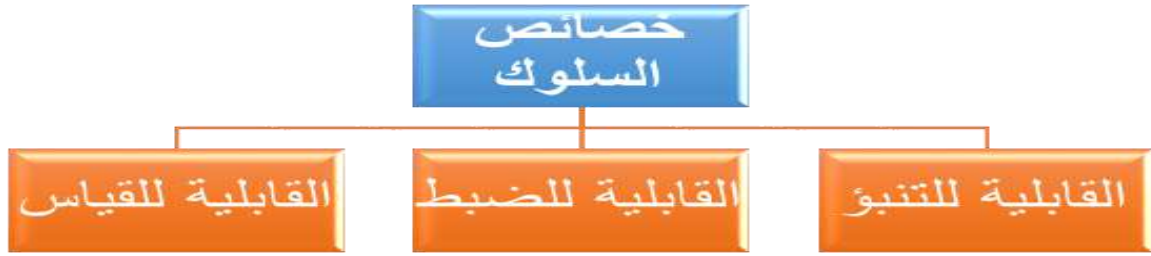 خصائص
السلوك
القابلية للتنبؤ
القابلية للضبط
القابلية للقياس